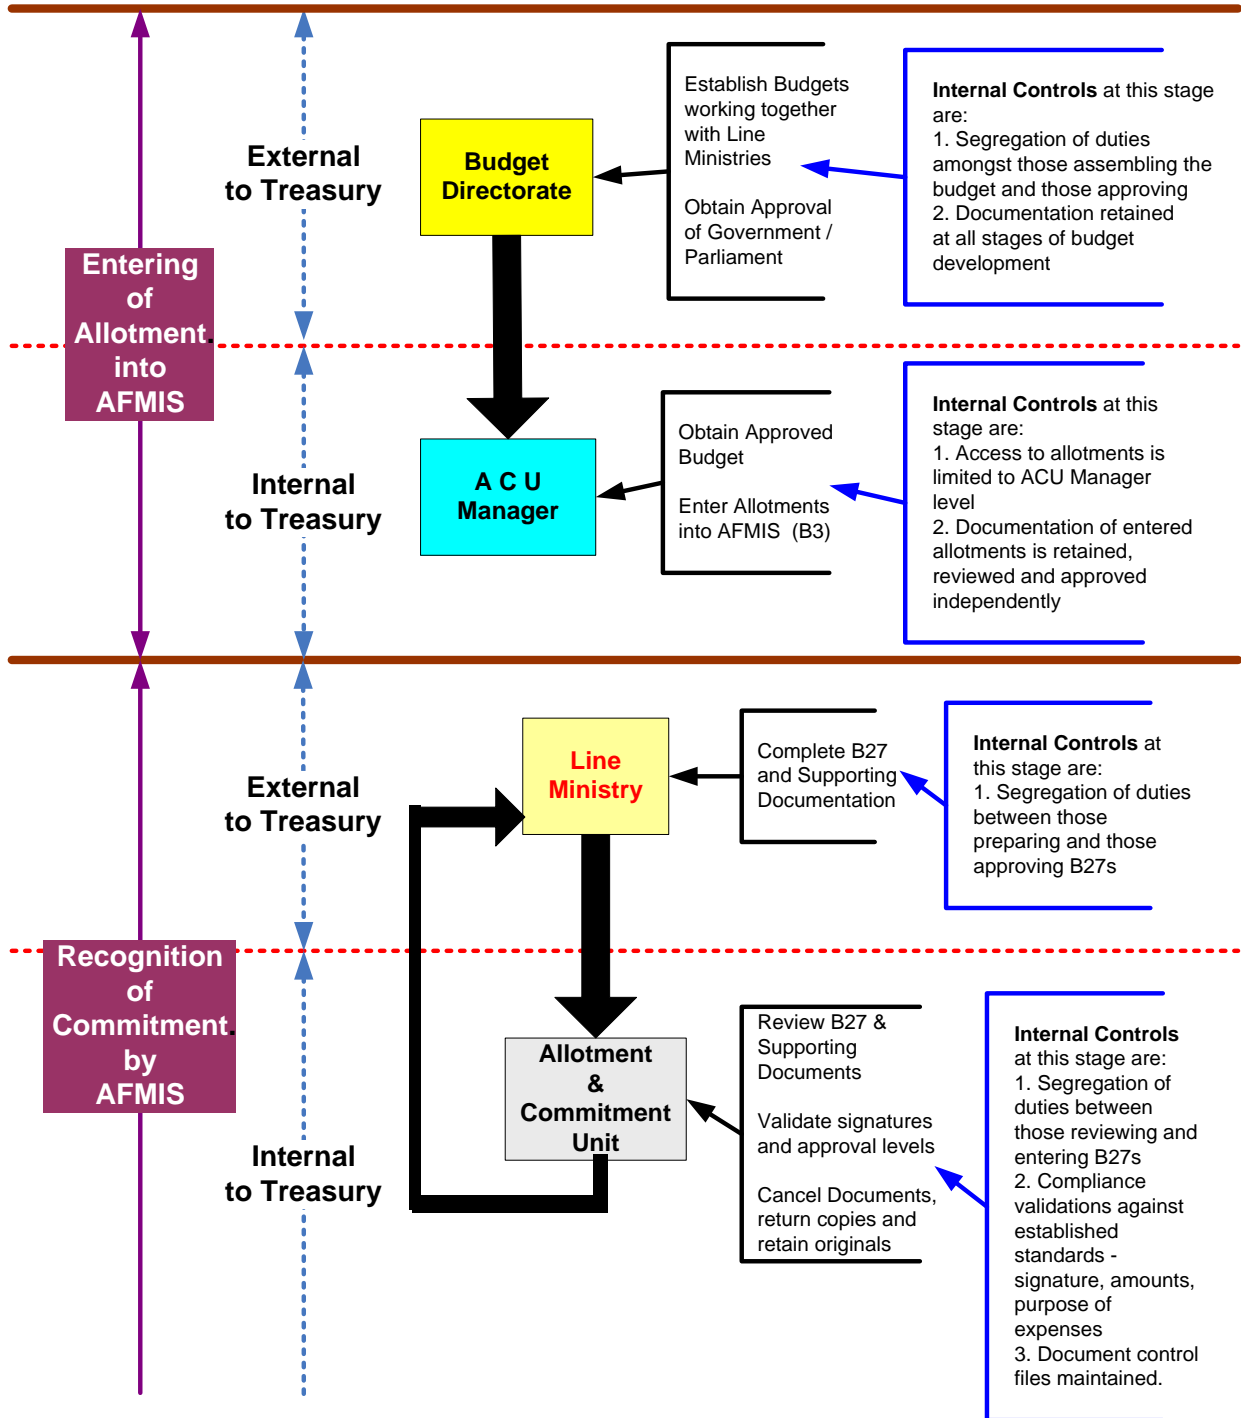 Entering
of
Allotment.
into
AFMIS
External
to Treasury
Budget
Directorate
Establish Budgets
working together
with Line
Ministries
Obtain Approval
of Government /
Parliament
Internal Controls at this stage
are:
1. Segregation of duties
amongst those assembling the
budget and those approving
2. Documentation retained
at all stages of budget
development
Internal
to Treasury
A C U
Manager
Obtain Approved
Budget
Enter Allotments
into AFMIS (B3)
Internal Controls at this
stage are:
1. Access to allotments is
limited to ACU Manager
level
2. Documentation of entered
allotments is retained,
reviewed and approved
independently
Recognition
of
Commitment.
by
AFMIS
External
to Treasury
Line
Ministry
Complete B27
and Supporting
Documentation
Internal Controls at
this stage are:
1. Segregation of duties
between those
preparing and those
approving B27s
Internal
to Treasury
Allotment
&
Commitment
Unit
Review B27 &
Supporting
Documents
Validate signatures
and approval levels
Cancel Documents,
return copies and
retain originals
Internal Controls
at this stage are:
1. Segregation of
duties between
those reviewing and
entering B27s
2. Compliance
validations against
established
standards -
signature, amounts,
purpose of
expenses
3. Document control
files maintained.